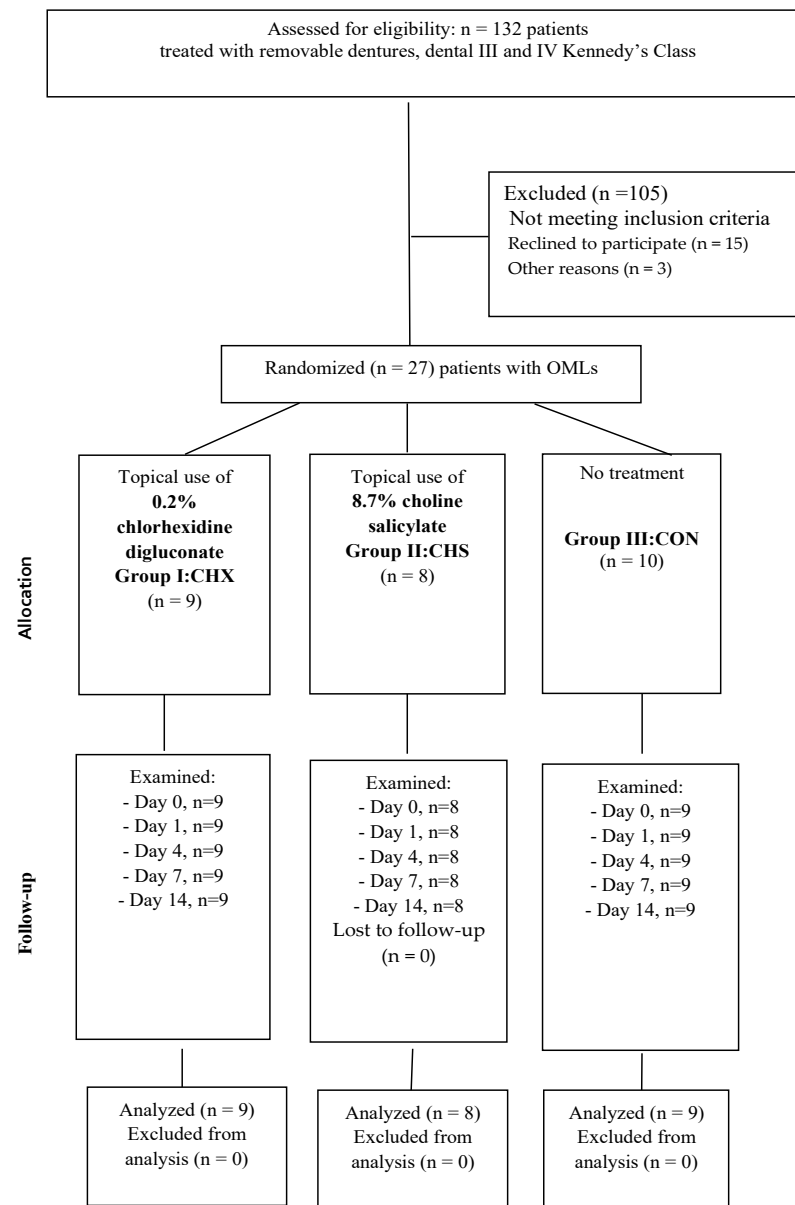 Assessed for eligibility: n = 132 patients
treated with removable dentures, dental III and IV Kennedy's Class
Excluded (n =105)
Not meeting inclusion criteria
Reclined to participate (n = 15)
Other reasons (n = 3)
Randomized (n = 27) patients with OMLs
Allocation
Topical use of
0.2%
chlorhexidine
digluconate
Group I:CHX
(n = 9)
Topical use of
8.7% choline
salicylate
Group II:CHS
(n = 8)
No treatment
Group III:CON
(n = 10)
Follow-up
Examined:
- Day 0, n=9
- Day 1, n=9
- Day 4, n=9
- Day 7, n=9
- Day 14, n=9
Examined:
- Day 0, n=8
- Day 1, n=8
- Day 4, n=8
- Day 7, n=8
- Day 14, n=8
Lost to follow-up
(n = 0)
Examined:
- Day 0, n=9
- Day 1, n=9
- Day 4, n=9
- Day 7, n=9
- Day 14, n=9
Analyzed (n = 9)
Excluded from
analysis (n = 0)
Analyzed (n = 8)
Excluded from
analysis (n = 0)
Analyzed (n = 9)
Excluded from
analysis (n = 0)